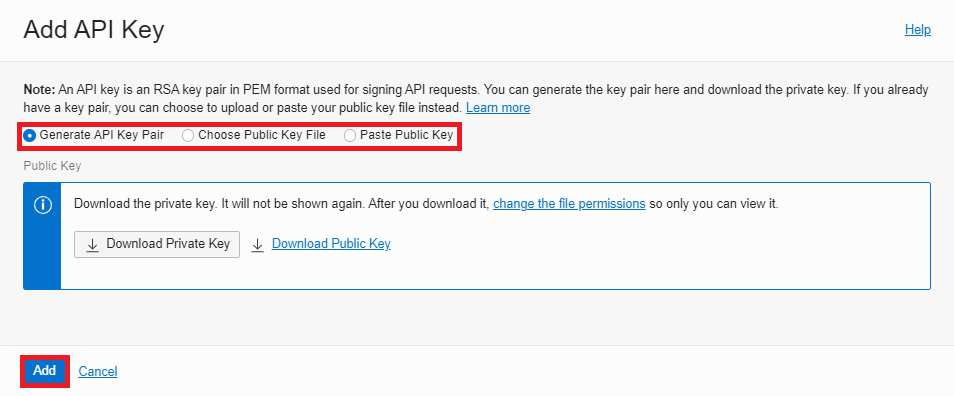 Add API Key
Help
Note: An API key is an RSA key pair in PEM format used for signing API requests. You can generate the key pair here and download the private key. If you already
have a key pair, you can choose to upload or paste your public key file instead. Learn more
Generate API Key Pair Choose Public Key File Paste Public Key
Public Key
Download the private key. It will not be shown again. After you download it, change the file permissions so only you can view it.
Download Private Key Download Public Key
Add Cancel